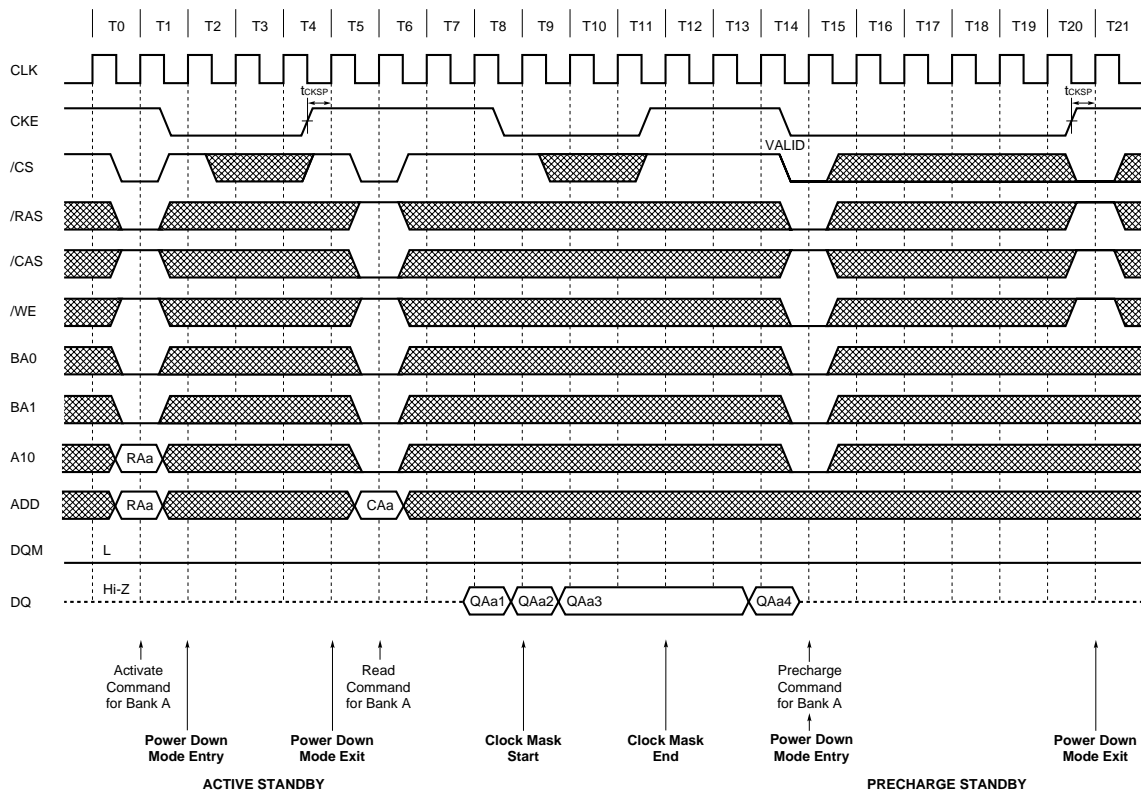 T0 T1 T2 T3 T4 T5 T6 T7 T8 T9 T10 T11 T12 T13 T14 T15 T16 T17 T18 T19 T20 T21
CLK
tCKSP tCKSP
CKE
VALID
/CS
/RAS
/CAS
/WE
BA0
BA1
A10 RAa
ADD RAa CAa
DQM L
Hi-Z
DQ QAa1 QAa2 QAa3 QAa4
Activate
Command
for Bank A
Read
Command
for Bank A
Precharge
Command
for Bank A
Power Down
Mode Entry
Power Down
Mode Exit
Clock Mask
Start
Clock Mask
End
Power Down
Mode Entry
Power Down
Mode Exit
ACTIVE STANDBY
PRECHARGE STANDBY